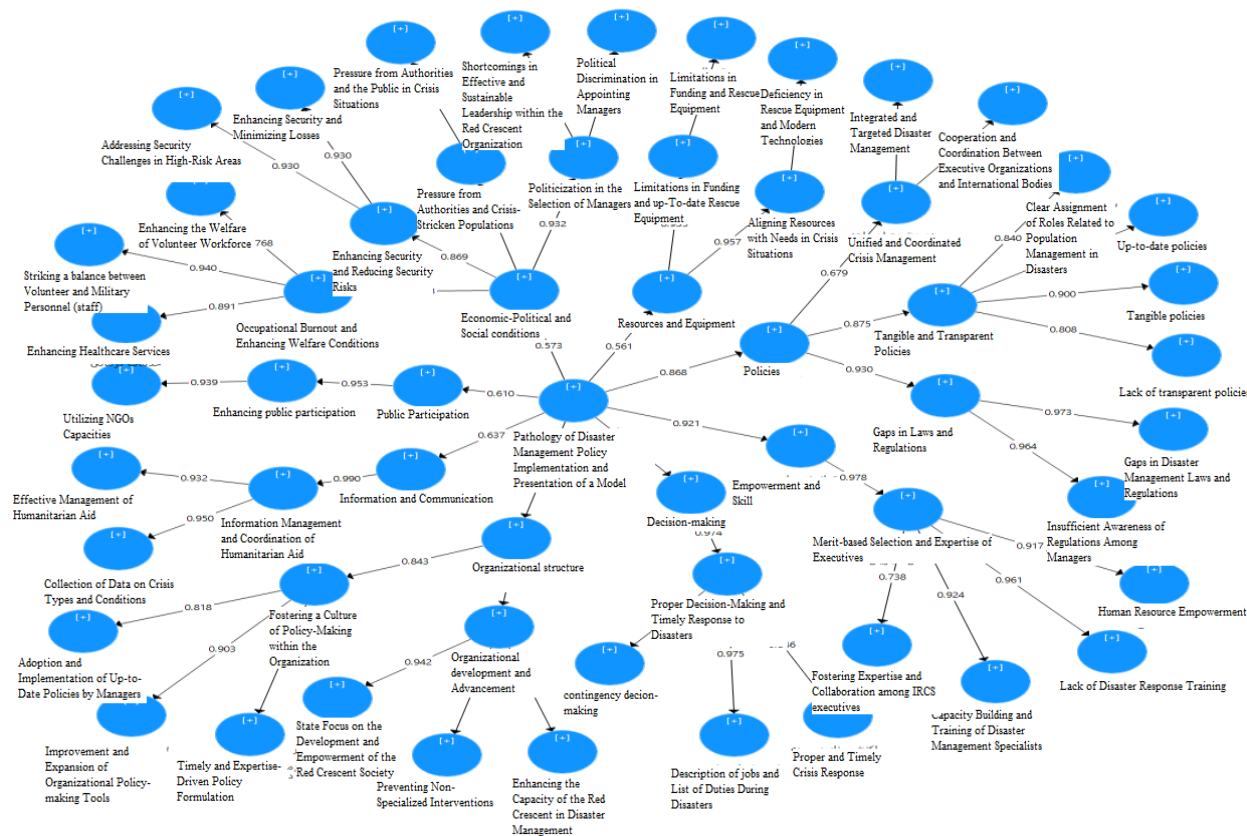 [+]
[+]
[+]
[+]
[+]
[+]
[+]
[+]
[+]
Pressure from Authorities
and the Public in Crisis
Situations
Shortcomings in
Effective and
Sustainable
Leadership within the
Red Crescent
Organization
Political
Discrimination in
Appointing
Managers
Limitations in
Funding and Rescue
Equipment
Deficiency in
Rescue Equipment
and Modern
Technologies
Integrated and
Targeted Disaster
Management
Cooperation and
Coordination Between
Executive Organizations
and International Bodies
Enhancing Security and
Minimizing Losses
Addressing Security
Challenges in High-Risk Areas
0.930
0.930
[+]
[+]
[+]
[+]
[+]
[+]
[+]
Pressure from
Authorities and Crisis-
Stricken Populations
Politicization in the
Selection of Managers
0.932
Limitations in Funding
and up-To-date Rescue
Equipment
Aligning Resources
with Needs in Crisis
Situations
0.957
Unified and Coordinated
Crisis Management
0.679
Clear Assignment
of Roles Related to
Population
Management in
Disasters
0.840
[+]
Up-to-date policies
Enhancing the Welfare
of Volunteer Workforce
768
[+]
Striking a balance between
Volunteer and Military
Personnel (staff)
0.940
[+]
Enhancing Security
and Reducing Security
Risks
0.869
[+]
Enhancing Healthcare Services
0.891
[+]
Occupational Burnout and
Enhancing Welfare Conditions
[+]
Economic-Political and
Social conditions
0.573
[+]
Resources and Equipment
0.561
[+]
Tangible and Transparent
Policies
0.875
[+]
Tangible policies
0.900
[+]
Lack of transparent policies
0.808
[+]
Policies
0.868
0.930
[+]
Utilizing NGOs
Capacities
0.939
[+]
Enhancing public participation
0.953
[+]
Public Participation
0.610
[+]
Pathology of Disaster
Management Policy
Implementation and
Presentation of a Model
[+]
Gaps in Laws and
Regulations
0.973
[+]
Gaps in Disaster
Management Laws and
Regulations
0.964
[+]
Insufficient Awareness of
Regulations Among
Managers
0.637
0.921
[+]
Empowerment and
Skill
0.978
[+]
Effective Management of
Humanitarian Aid
0.932
[+]
Information Management
and Coordination of
Humanitarian Aid
0.990
[+]
Information and Communication
0.950
[+]
Collection of Data on Crisis
Types and Conditions
[+]
Decision-making
0.974
[+]
Merit-based Selection and Expertise of
Executives
0.917
[+]
Human Resource Empowerment
0.961
[+]
Lack of Disaster Response Training
0.924
[+]
Capacity Building and
Training of Disaster
Management Specialists
0.738
[+]
Fostering Expertise and
Collaboration among IRCS
executives
[+]
Organizational structure
0.843
[+]
Fostering a Culture
of Policy-Making
within the
Organization
0.818
[+]
Adoption and
Implementation of Up-to-
Date Policies by Managers
0.903
[+]
Improvement and
Expansion of
Organizational Policy-
making Tools
[+]
Timely and Expertise-
Driven Policy
Formulation
[+]
Organizational
development and
Advancement
0.942
[+]
State Focus on the
Development and
Empowerment of the
Red Crescent Society
[+]
Preventing Non-
Specialized Interventions
[+]
Enhancing the
Capacity of the Red
Crescent in Disaster
Management
[+]
Proper Decision-Making and
Timely Response to
Disasters
[+]
contingency decion-
making
0.975
[+]
Description of jobs and
List of Duties During
Disasters
[+]
Proper and Timely
Crisis Response